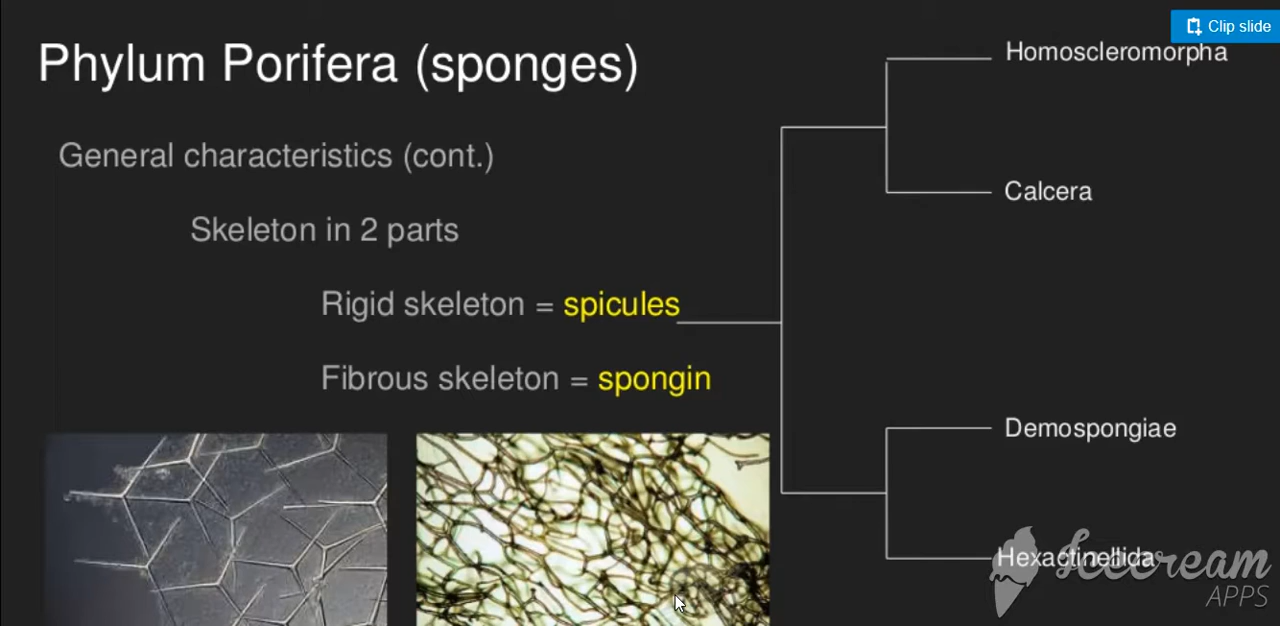 Clip slide
Phylum Porifera (sponges)
General characteristics (cont.)
Skeleton in 2 parts
Rigid skeleton = spicules
Fibrous skeleton = spongin
Homoscleromorpha
Calcera
Demospongiae
Hexactinellida
Icecream
APPS